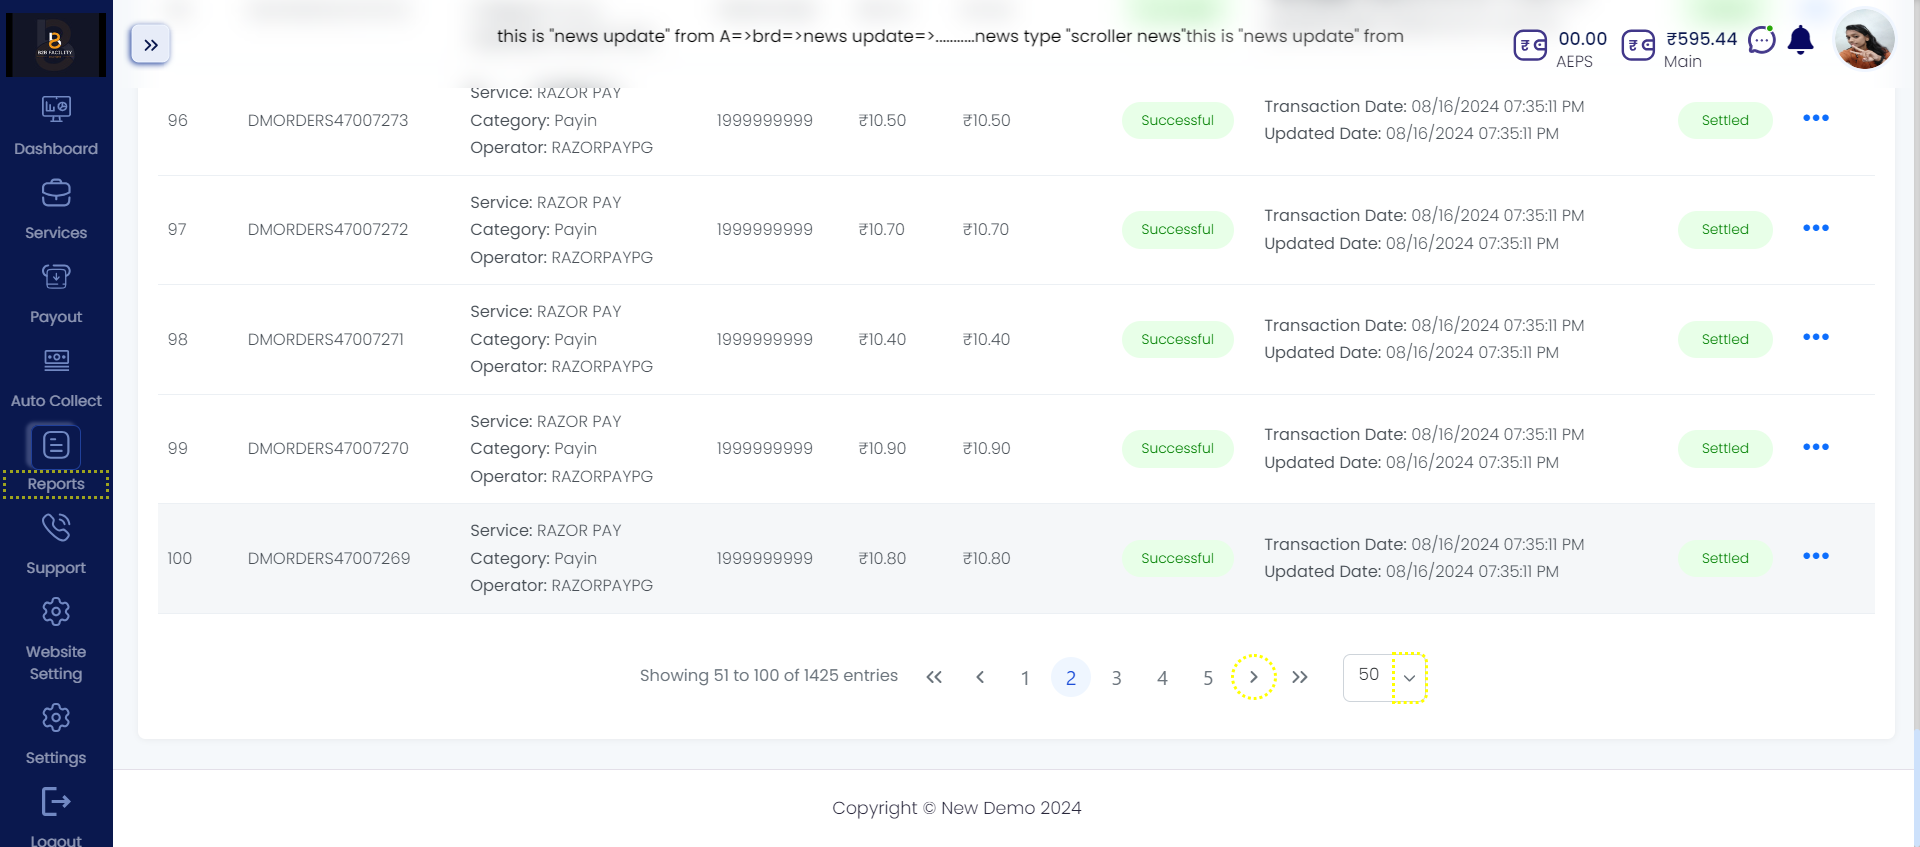 B2B FACILITY
this is "news update" from A=>brd=>news update=>...........news type "scroller news"this is "news update" from
00.00
AEPS
₹595.44
Main
Dashboard
Services
Payout
Auto Collect
Reports
Support
Website
Setting
Settings
Logout
96 DMORDERS47007273 Service: RAZOR PAY
Category: Payin
Operator: RAZORPAYPG
1999999999 ₹10.50 ₹10.50 Successful Transaction Date: 08/16/2024 07:35:11 PM
Updated Date: 08/16/2024 07:35:11 PM
Settled
97 DMORDERS47007272 Service: RAZOR PAY
Category: Payin
Operator: RAZORPAYPG
1999999999 ₹10.70 ₹10.70 Successful Transaction Date: 08/16/2024 07:35:11 PM
Updated Date: 08/16/2024 07:35:11 PM
Settled
98 DMORDERS47007271 Service: RAZOR PAY
Category: Payin
Operator: RAZORPAYPG
1999999999 ₹10.40 ₹10.40 Successful Transaction Date: 08/16/2024 07:35:11 PM
Updated Date: 08/16/2024 07:35:11 PM
Settled
99 DMORDERS47007270 Service: RAZOR PAY
Category: Payin
Operator: RAZORPAYPG
1999999999 ₹10.90 ₹10.90 Successful Transaction Date: 08/16/2024 07:35:11 PM
Updated Date: 08/16/2024 07:35:11 PM
Settled
100 DMORDERS47007269 Service: RAZOR PAY
Category: Payin
Operator: RAZORPAYPG
1999999999 ₹10.80 ₹10.80 Successful Transaction Date: 08/16/2024 07:35:11 PM
Updated Date: 08/16/2024 07:35:11 PM
Settled
Showing 51 to 100 of 1425 entries 1 2 3 4 5 50
Copyright © New Demo 2024